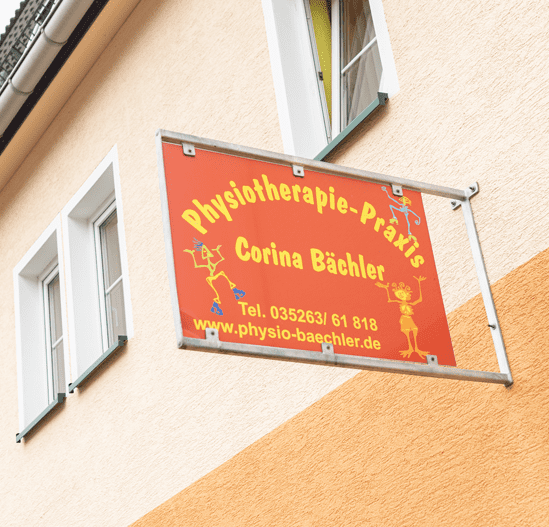 Physiotherapie-Praxis
Corina Bächler
Tel. 035263/ 61 818
www.physio-baechler.de